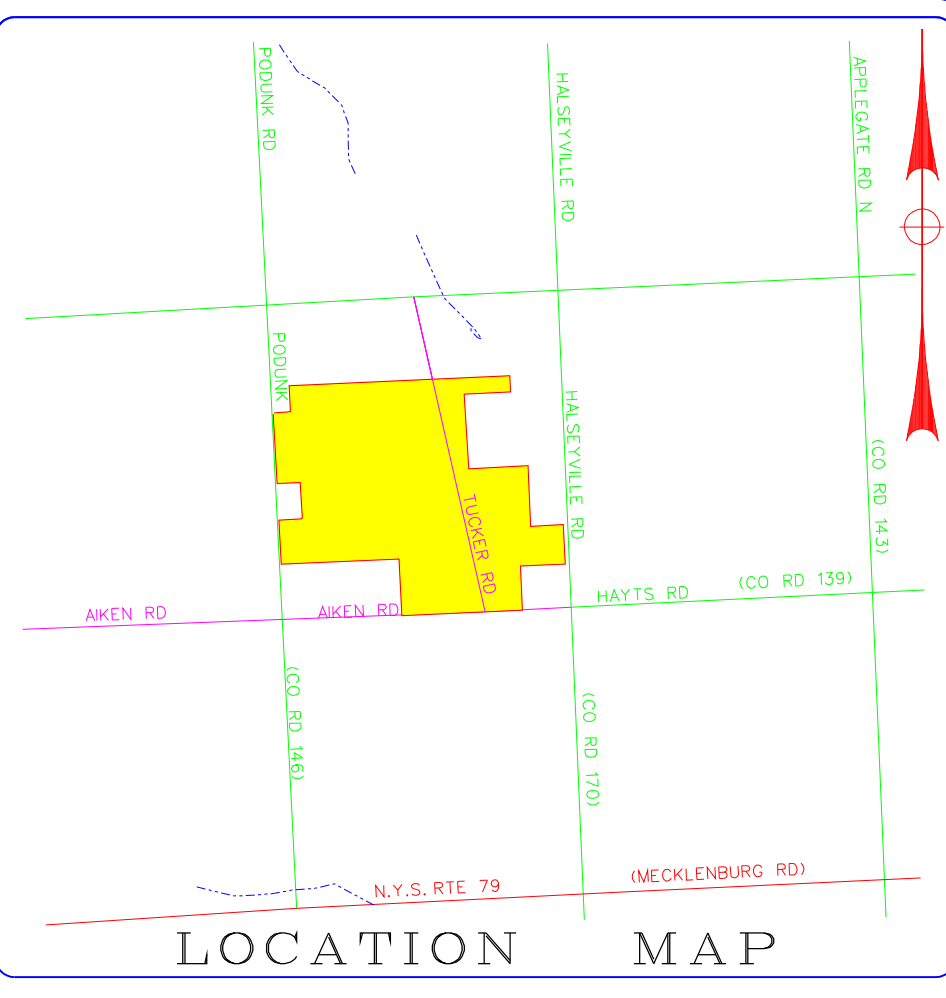 PODUNK RD
HALSEYVILLE RD
APPLEGATE RD N
PODUNK
HALSEYVILLE RD
(CO RD 143)
TUCKER RD
(CO RD 139)
HAYTS RD
AIKEN RD
AIKEN RD
(CO RD 146)
(CO RD 170)
(MECKLENBURG RD)
N.Y.S. RTE 79
LOCATION MAP